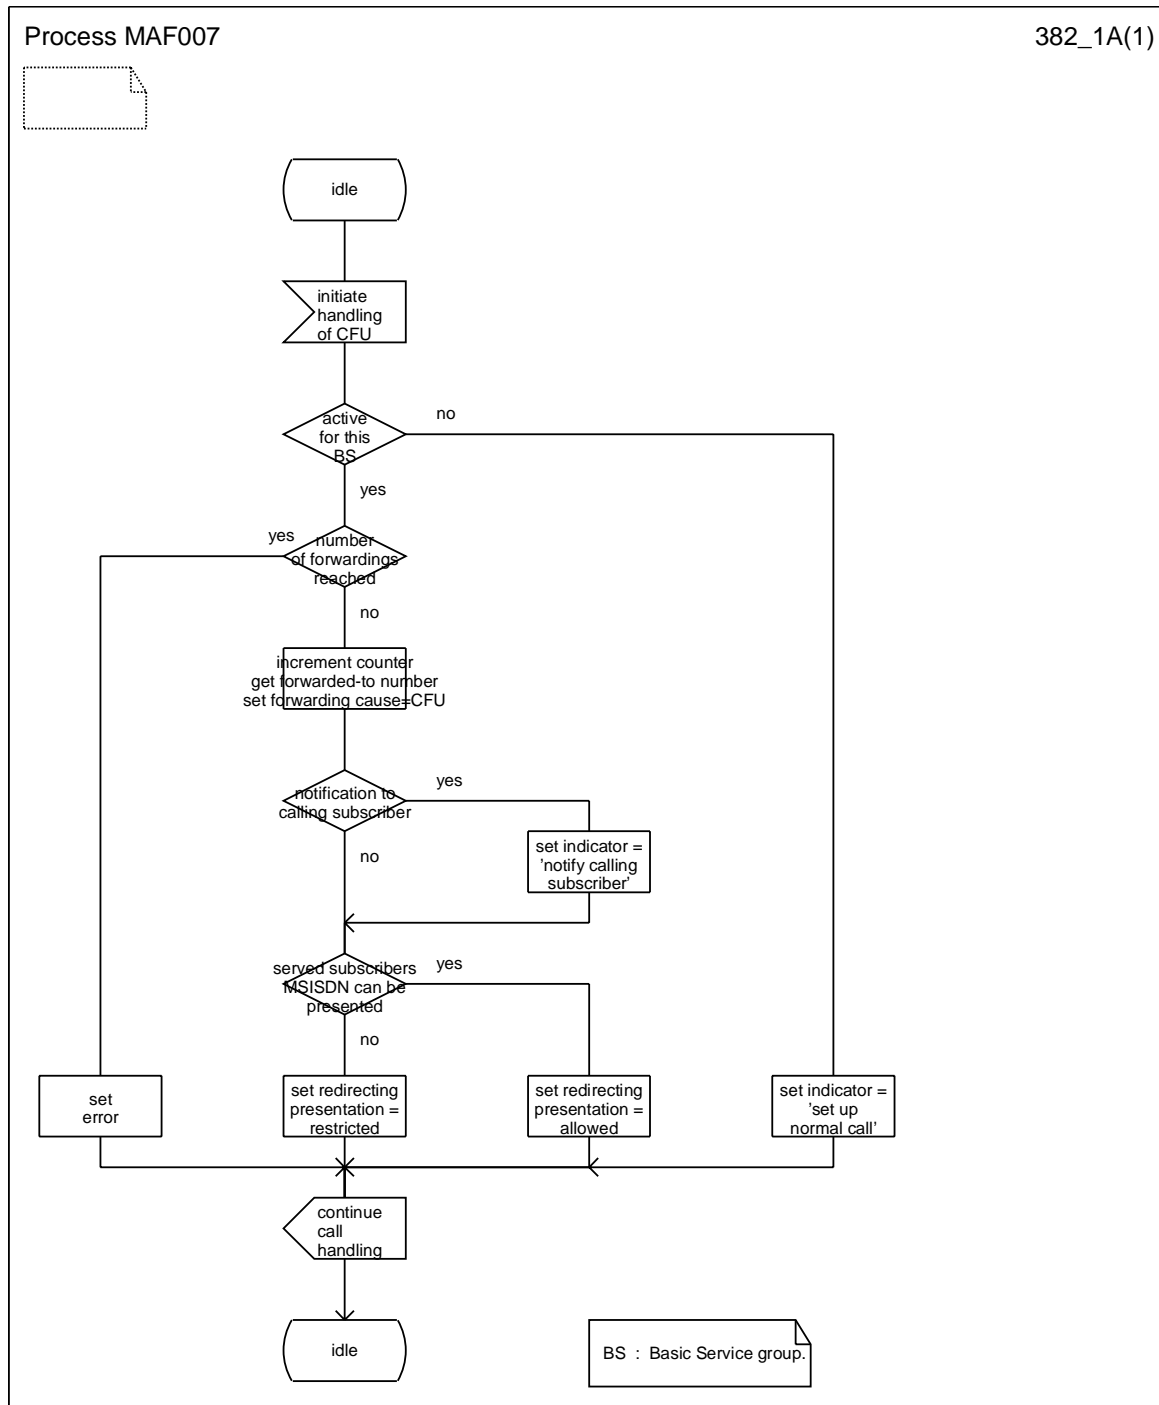 Process MAF007
382_1A(1)
idle
initiate
handling
of CFU
active
for this
BS
no
yes
yes
number
of forwardings
reached
no
increment counter
get forwarded-to number
set forwarding cause=CFU
notification to
calling subscriber
yes
set indicator =
'notify calling
subscriber'
no
served subscribers
MSISDN can be
presented
yes
no
set
error
set redirecting
presentation =
restricted
set redirecting
presentation =
allowed
set indicator =
'set up
normal call'
continue
call
handling
idle
BS : Basic Service group.